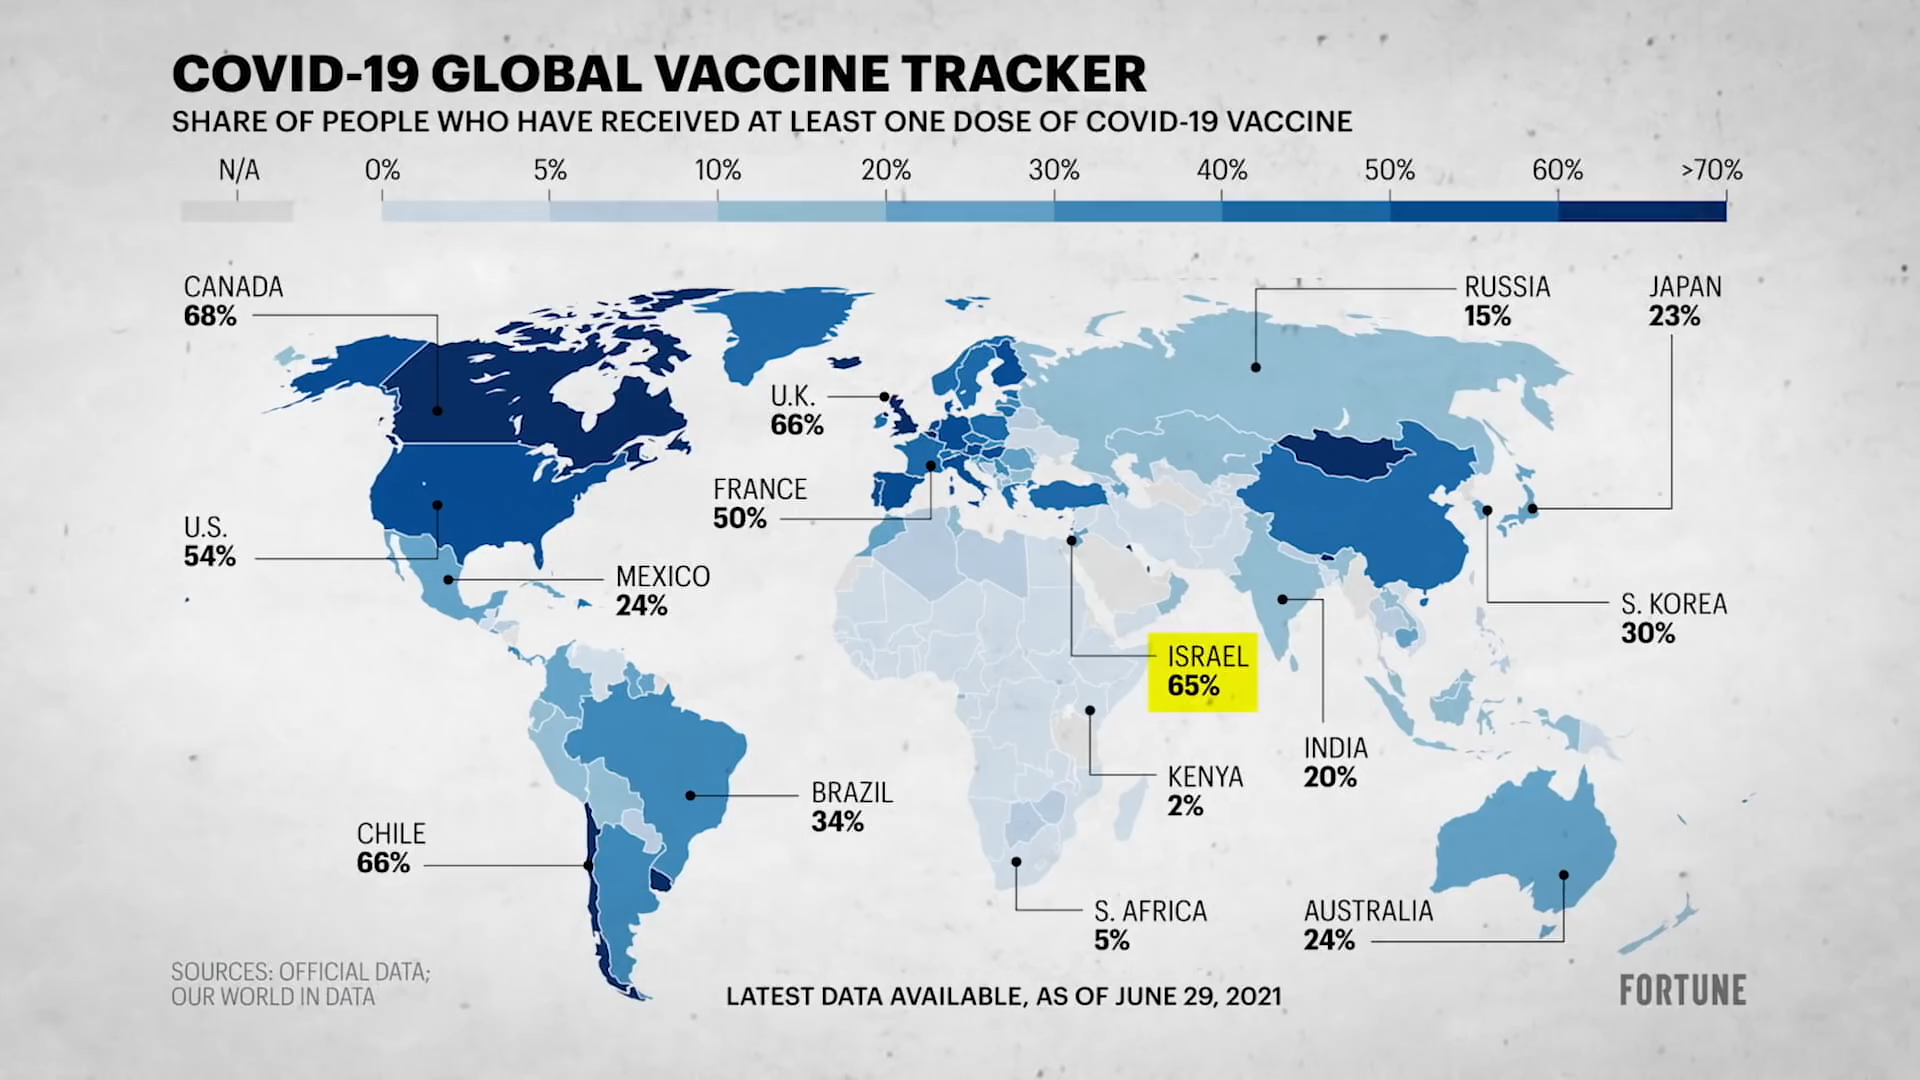 COVID-19 GLOBAL VACCINE TRACKER
SHARE OF PEOPLE WHO HAVE RECEIVED AT LEAST ONE DOSE OF COVID-19 VACCINE
N/A 0% 5% 10% 20% 30% 40% 50% 60% >70%
CANADA
68%
RUSSIA
15%
JAPAN
23%
U.K.
66%
FRANCE
50%
U.S.
54%
MEXICO
24%
S. KOREA
30%
ISRAEL
65%
INDIA
20%
KENYA
2%
BRAZIL
34%
CHILE
66%
S. AFRICA
5%
AUSTRALIA
24%
SOURCES: OFFICIAL DATA;
OUR WORLD IN DATA
LATEST DATA AVAILABLE, AS OF JUNE 29, 2021
FORTUNE